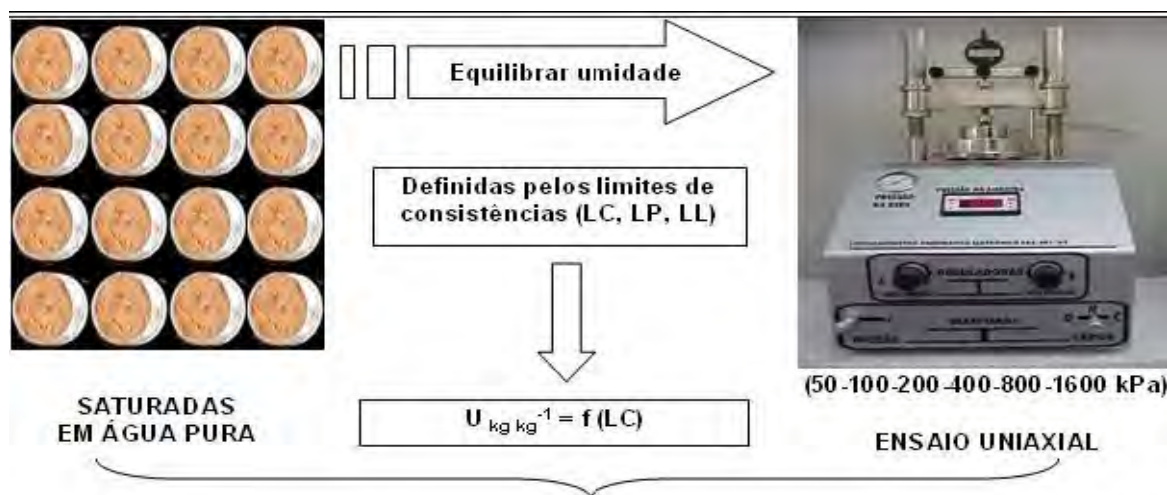 Equilibrar umidade
Definidas pelos limites de
consistências (LC, LP, LL)
U kg kg-1 = f (LC)
SATURADAS
EM ÁGUA PURA
(50-100-200-400-800-1600 kPa)
ENSAIO UNIAXIAL